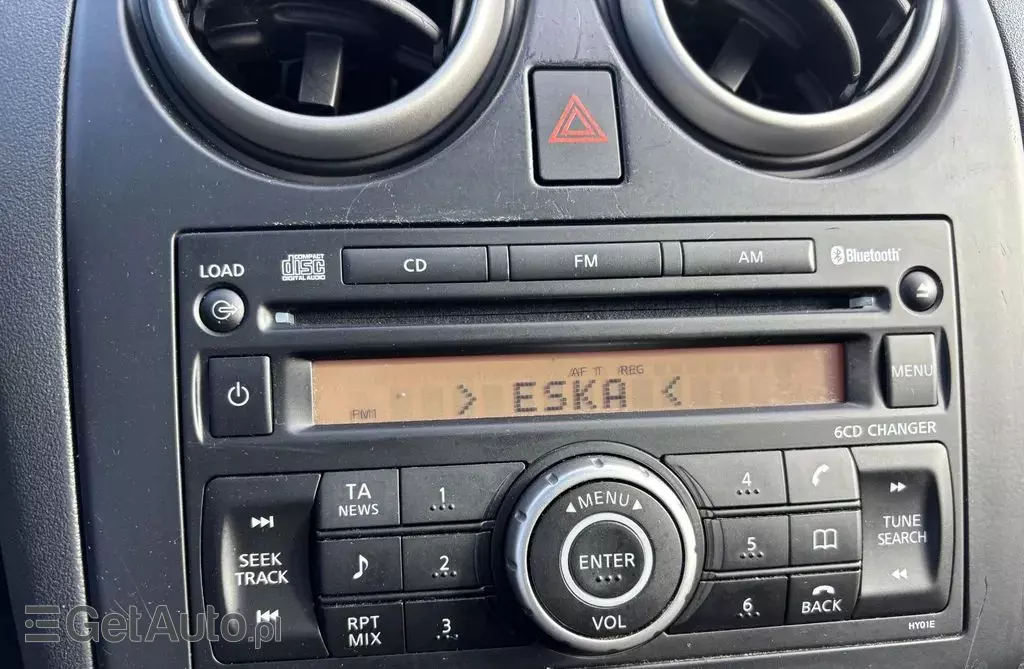 LOAD
COMPACT
disc
DIGITAL AUDIO
CD
FM
AM
Bluetooth
AF T REG
> ESKA <
FM1
MENU
6CD CHANGER
SEEK
TRACK
TA
NEWS
1
2
RPT
MIX
3
MENU
ENTER
VOL
4
5
6
BACK
TUNE
SEARCH
HY01E
GetAuto.pl